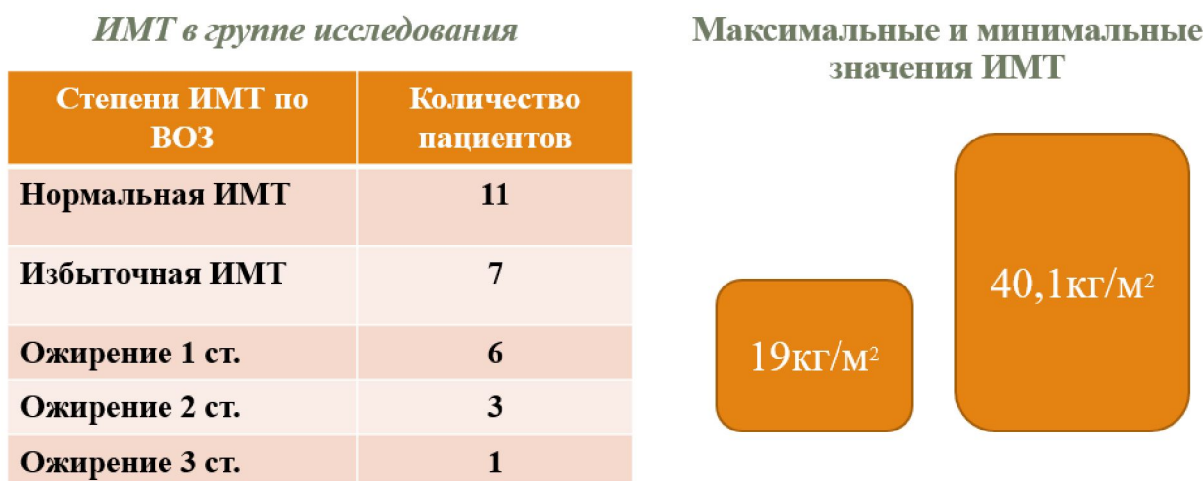 ИМТ в группе исследования
Степени ИМТ по
ВОЗ
Количество
пациентов
Нормальная ИМТ
11
Избыточная ИМТ
7
Ожирение 1 ст.
6
Ожирение 2 ст.
3
Ожирение 3 ст.
1
Максимальные и минимальные
значения ИМТ
19кг/м²
40,1кг/м²